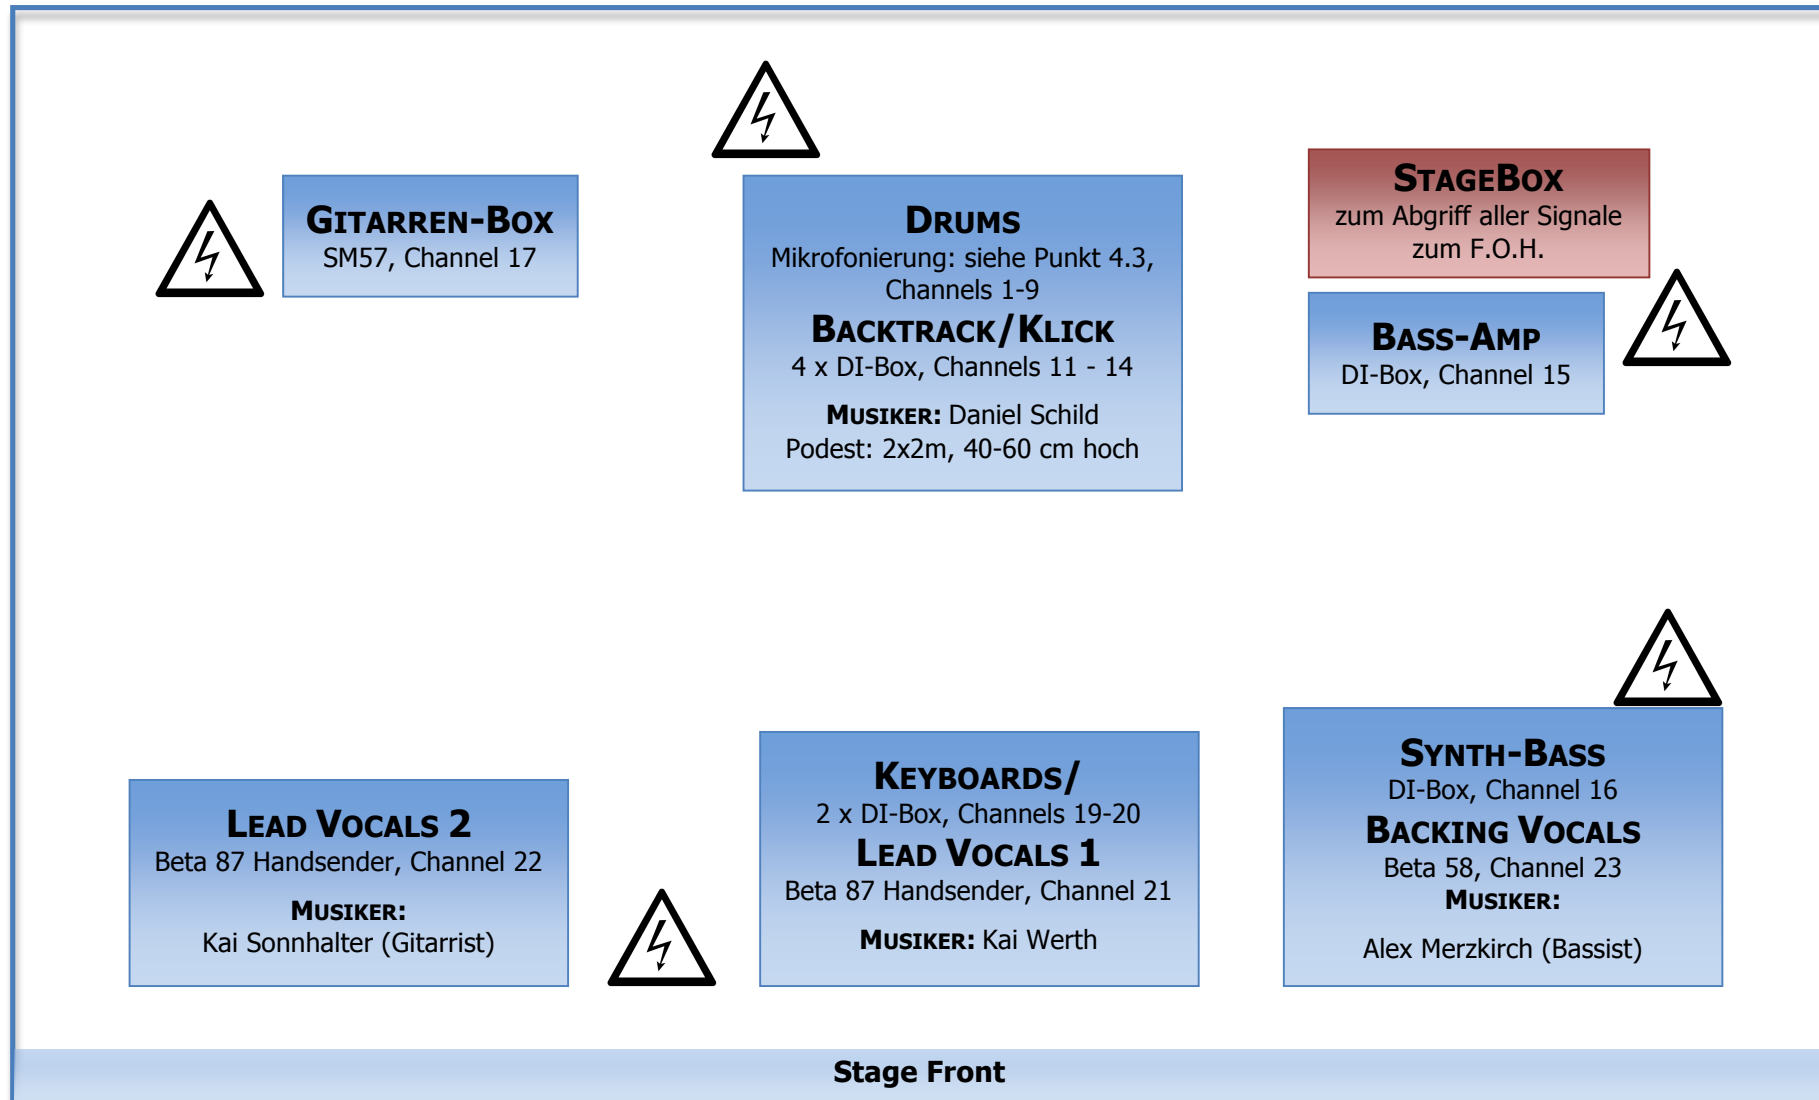 GITARREN-BOX
SM57, Channel 17
DRUMS
Mikrofonierung: siehe Punkt 4.3,
Channels 1-9
BACKTRACK/KLICK
4 x DI-Box, Channels 11 - 14
MUSIKER: Daniel Schild
Podest: 2x2m, 40-60 cm hoch
STAGEBOX
zum Abgriff aller Signale
zum F.O.H.
BASS-AMP
DI-Box, Channel 15
LEAD VOCALS 2
Beta 87 Handsender, Channel 22
MUSIKER:
Kai Sonnhalter (Gitarrist)
KEYBOARDS/
2 x DI-Box, Channels 19-20
LEAD VOCALS 1
Beta 87 Handsender, Channel 21
MUSIKER: Kai Werth
SYNTH-BASS
DI-Box, Channel 16
BACKING VOCALS
Beta 58, Channel 23
MUSIKER:
Alex Merzkirch (Bassist)
Stage Front